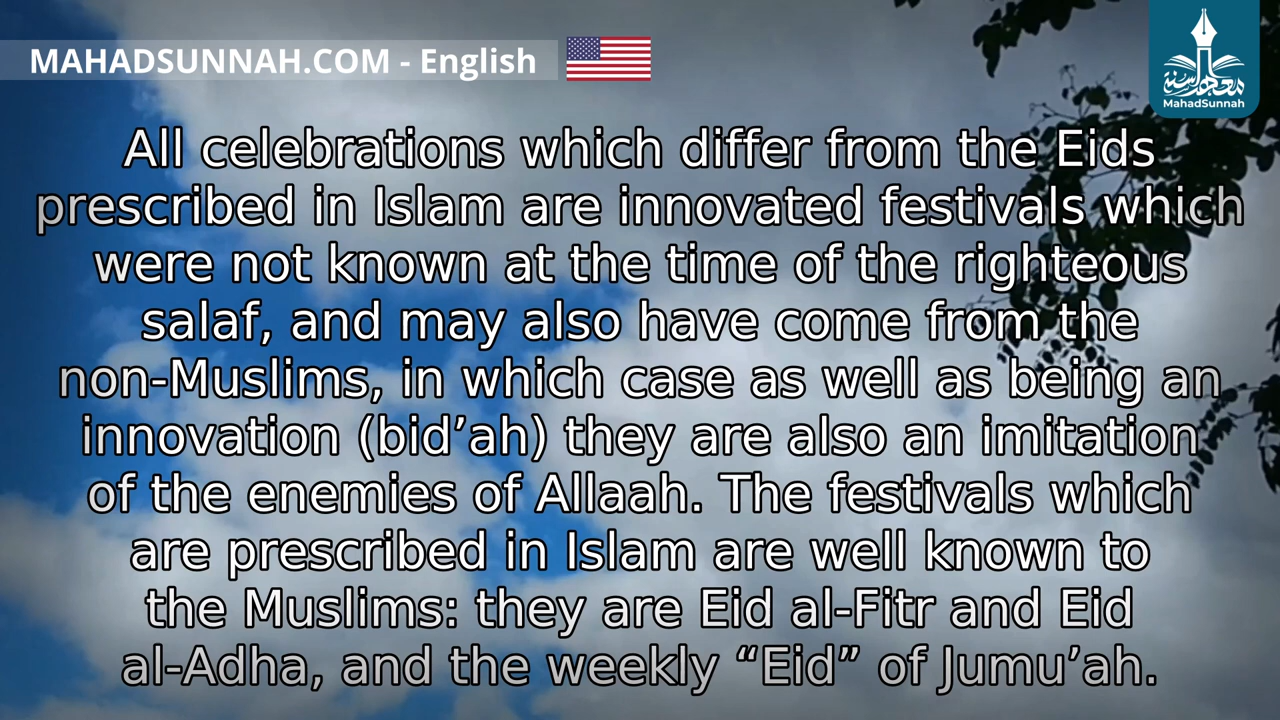 MAHADSUNNAH.COM - English
معهد السنة
MahadSunnah
All celebrations which differ from the Eids
prescribed in Islam are innovated festivals which
were not known at the time of the righteous
salaf, and may also have come from the
non-Muslims, in which case as well as being an
innovation (bid’ah) they are also an imitation
of the enemies of Allaah. The festivals which
are prescribed in Islam are well known to
the Muslims: they are Eid al-Fitr and Eid
al-Adha, and the weekly “Eid” of Jumu’ah.